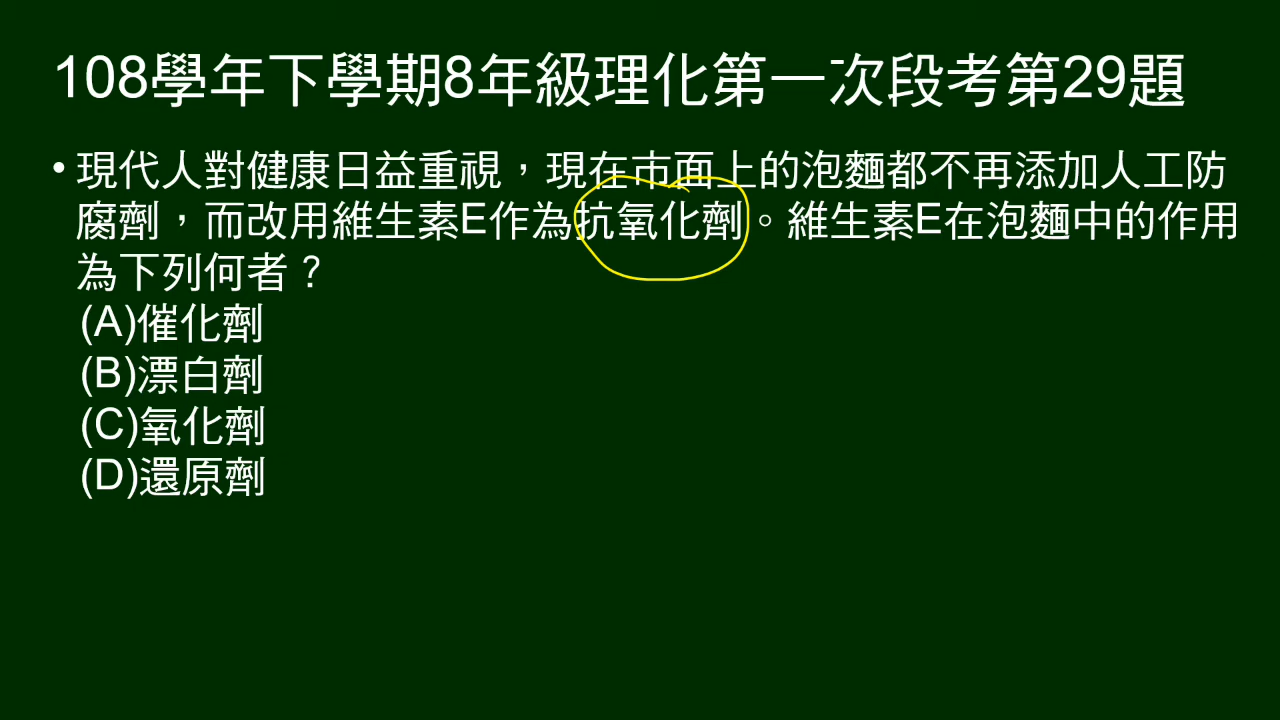 108學年下學期8年級理化第一次段考第29題
• 現代人對健康日益重視，現在市面上的泡麵都不再添加人工防
腐劑，而改用維生素E作為抗氧化劑。維生素E在泡麵中的作用
為下列何者？
(A)催化劑
(B)漂白劑
(C)氧化劑
(D)還原劑